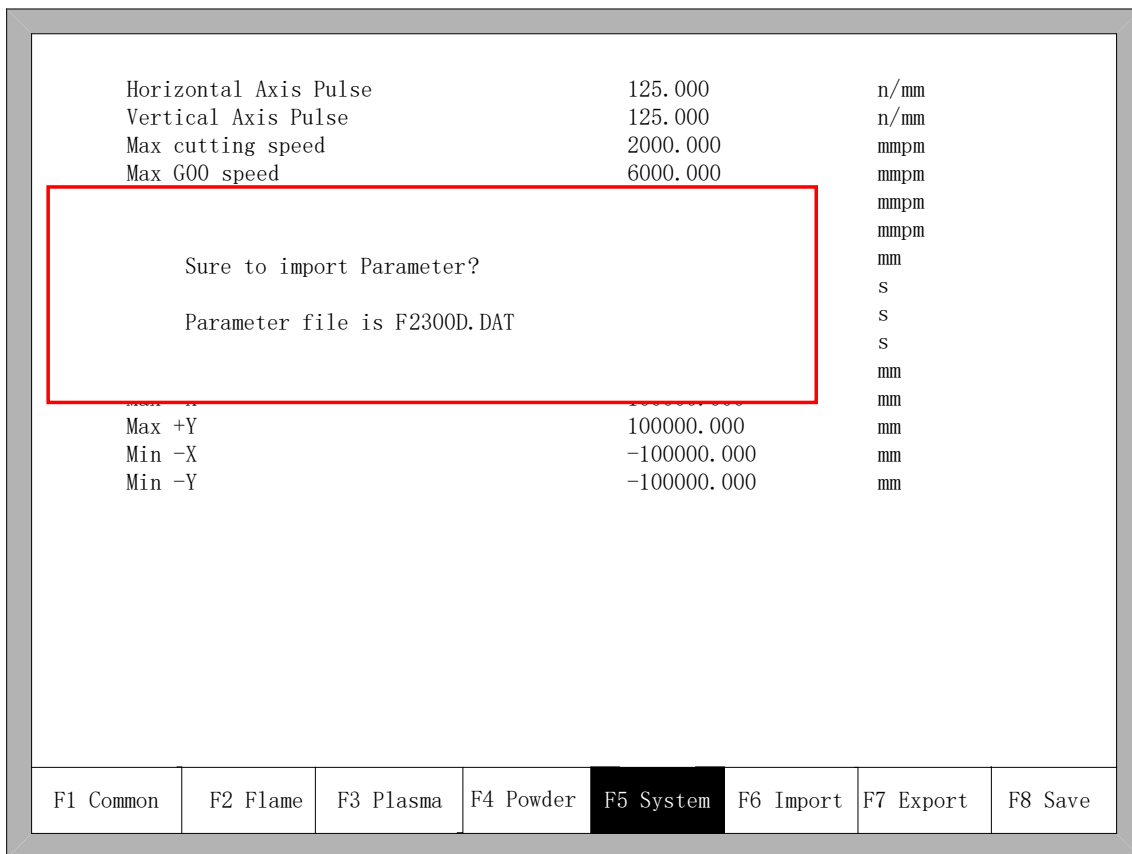 Horizontal Axis Pulse 125.000 n/mm
Vertical Axis Pulse 125.000 n/mm
Max cutting speed 2000.000 mmpm
Max G00 speed 6000.000 mmpm
mmpm
mmpm
Sure to import Parameter? mm
s
Parameter file is F2300D.DAT s
s
mm
mm
Max +Y 100000.000 mm
Min -X -100000.000 mm
Min -Y -100000.000 mm
F1 Common F2 Flame F3 Plasma F4 Powder F5 System F6 Import F7 Export F8 Save